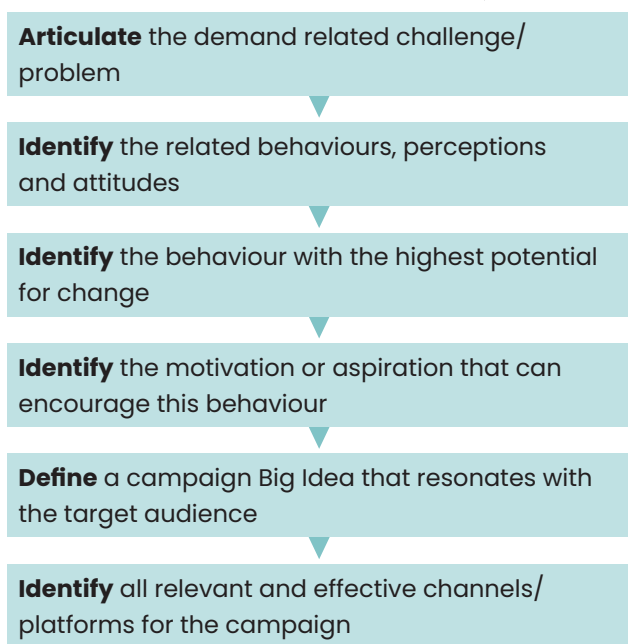 Articulate the demand related challenge/
problem
Identify the related behaviours, perceptions
and attitudes
Identify the behaviour with the highest potential
for change
Identify the motivation or aspiration that can
encourage this behaviour
Define a campaign Big Idea that resonates with
the target audience
Identify all relevant and effective channels/
platforms for the campaign